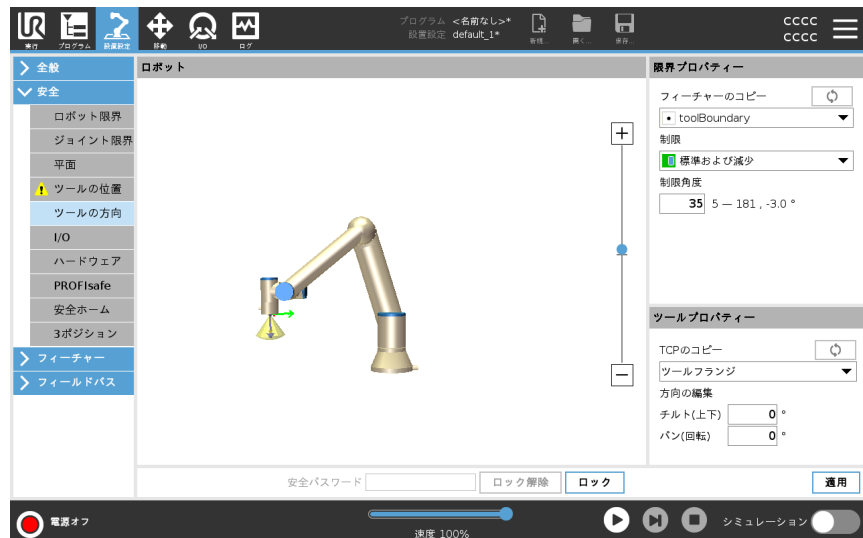 UR
実行
プログラム
設置設定
移動
I/O
ログ
プログラム <名前なし>*
設置設定 default_1*
新規...
開く...
保存...
cccc
cccc
全般
安全
ロボット限界
ジョイント限界
平面
ツールの位置
ツールの方向
I/O
ハードウェア
PROFIsafe
安全ホーム
3ポジション
フィーチャー
フィールドバス
ロボット
限界プロパティー
フィーチャーのコピー
toolBoundary
制限
標準および減少
制限角度
35 5 — 181 , -3.0 °
ツールプロパティー
TCPのコピー
ツールフランジ
方向の編集
チルト(上下) 0 °
パン(回転) 0 °
安全パスワード
ロック解除
ロック
適用
電源オフ
速度 100%
シミュレーション